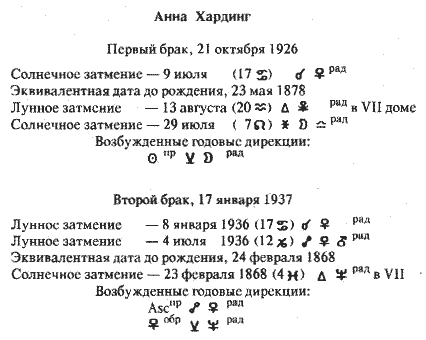 Анна Хардинг
Первый брак, 21 октября 1926
Солнечное затмение — 9 июля (17 ♋) ☌ ♀ рад
Эквивалентная дата до рождения, 23 мая 1878
Лунное затмение — 13 августа (20 ♒) △ рад в VII доме
Солнечное затмение — 29 июля ( 7♌) ⚹ ☽ ♎ рад
Возбужденные годовые дирекции:
☉ пр ⚺ ☽ рад
Второй брак, 17 января 1937
Лунное затмение — 8 января 1936 (17♋) ☌ ♀ рад
Лунное затмение — 4 июля 1936 (12 ) ☍ ♀ ♂ рад
Эквивалентная дата до рождения, 24 февраля 1868
Солнечное затмение — 23 февраля 1868 (4♓) △ ♆ рад в VII
Возбужденные годовые дирекции:
Asc пр ☍ ♀ рад
♀ обр ⚺ ♆ рад